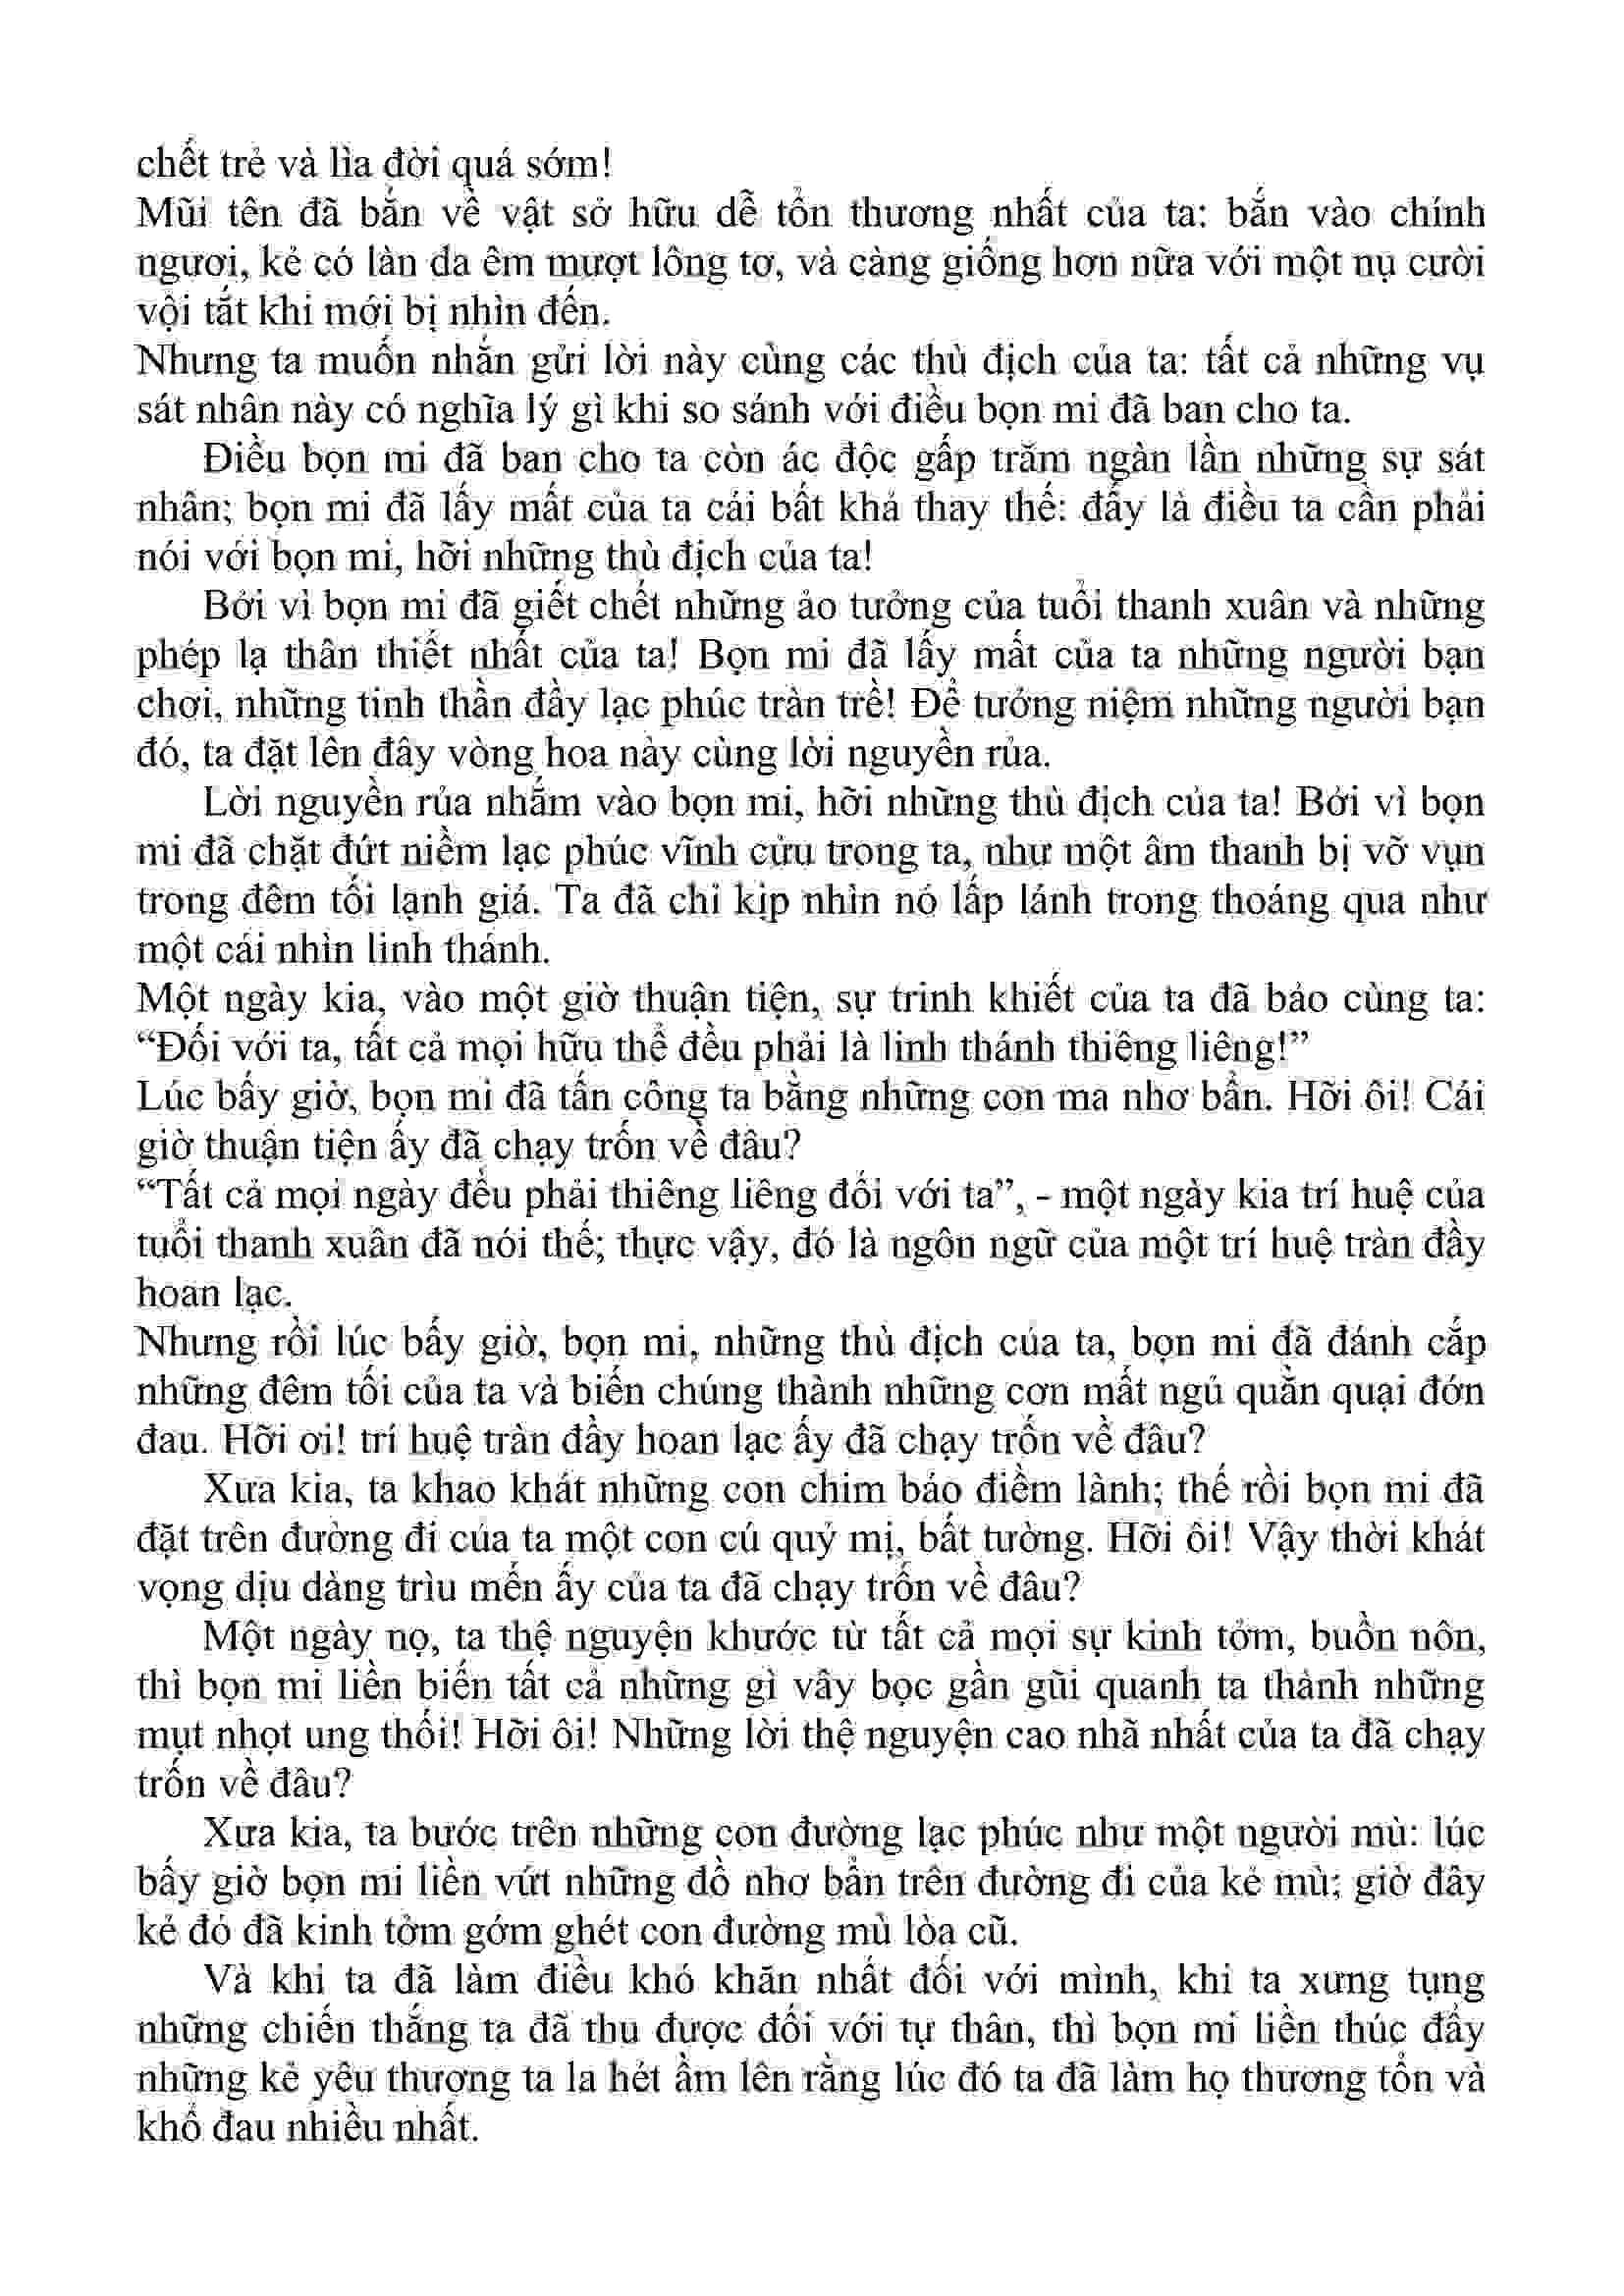 chết trẻ và lìa đời quá sớm!
Mũi tên đã bắn về vật sở hữu dễ tổn thương nhất của ta: bắn vào chính
ngươi, kẻ có làn da êm mượt lông tơ, và càng giống hơn nữa với một nụ cười
vội tắt khi mới bị nhìn đến.
Nhưng ta muốn nhắn gửi lời này cùng các thù địch của ta: tất cả những vụ
sát nhân này có nghĩa lý gì khi so sánh với điều bọn mi đã ban cho ta.
Điều bọn mi đã ban cho ta còn ác độc gấp trăm ngàn lần những sự sát
nhân; bọn mi đã lấy mất của ta cái bất khả thay thế: đấy là điều ta cần phải
nói với bọn mi, hỡi những thù địch của ta!
Bởi vì bọn mi đã giết chết những ảo tưởng của tuổi thanh xuân và những
phép lạ thân thiết nhất của ta! Bọn mi đã lấy mất của ta những người bạn
chơi, những tinh thần đầy lạc phúc tràn trề! Để tưởng niệm những người bạn
đó, ta đặt lên đây vòng hoa này cùng lời nguyền rủa.
Lời nguyền rủa nhắm vào bọn mi, hỡi những thù địch của ta! Bởi vì bọn
mi đã chặt đứt niềm lạc phúc vĩnh cửu trong ta, như một âm thanh bị vỡ vụn
trong đêm tối lạnh giá. Ta đã chỉ kịp nhìn nó lấp lánh trong thoáng qua như
một cái nhìn linh thánh.
Một ngày kia, vào một giờ thuận tiện, sự trinh khiết của ta đã bảo cùng ta:
“Đối với ta, tất cả mọi hữu thể đều phải là linh thánh thiêng liêng!”
Lúc bấy giờ, bọn mi đã tấn công ta bằng những con ma nhơ bẩn. Hỡi ôi! Cái
giờ thuận tiện ấy đã chạy trốn về đâu?
“Tất cả mọi ngày đều phải thiêng liêng đối với ta”, - một ngày kia trí huệ của
tuổi thanh xuân đã nói thế; thực vậy, đó là ngôn ngữ của một trí huệ tràn đầy
hoan lạc.
Nhưng rồi lúc bấy giờ, bọn mi, những thù địch của ta, bọn mi đã đánh cắp
những đêm tối của ta và biến chúng thành những cơn mất ngủ quằn quại đớn
đau. Hỡi ơi! trí huệ tràn đầy hoan lạc ấy đã chạy trốn về đâu?
Xưa kia, ta khao khát những con chim báo điềm lành; thế rồi bọn mi đã
đặt trên đường đi của ta một con cú quỷ mị, bất tường. Hỡi ôi! Vậy thời khát
vọng dịu dàng trìu mến ấy của ta đã chạy trốn về đâu?
Một ngày nọ, ta thệ nguyện khước từ tất cả mọi sự kinh tởm, buồn nôn,
thì bọn mi liền biến tất cả những gì vây bọc gần gũi quanh ta thành những
mụt nhọt ung thối! Hỡi ôi! Những lời thệ nguyện cao nhã nhất của ta đã chạy
trốn về đâu?
Xưa kia, ta bước trên những con đường lạc phúc như một người mù: lúc
bấy giờ bọn mi liền vứt những đồ nhơ bẩn trên đường đi của kẻ mù; giờ đây
kẻ đó đã kinh tởm gớm ghét con đường mù lòa cũ.
Và khi ta đã làm điều khó khăn nhất đối với mình, khi ta xưng tụng
những chiến thắng ta đã thu được đối với tự thân, thì bọn mi liền thúc đẩy
những kẻ yêu thương ta la hét ầm lên rằng lúc đó ta đã làm họ thương tổn và
khổ đau nhiều nhất.